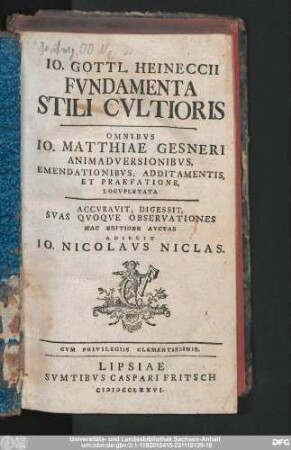 IO. GOTTL. HEINECCII
FVNDAMENTA
STILI CVLTIORIS
OMNIBVS
IO. MATTHIAE GESNERI
ANIMADVERSIONIBVS,
EMENDATIONIBVS, ADDITAMENTIS,
ET PRAEFATIONE,
LOCVPLETATA
ACCVRAVIT, DIGESSIT,
SVAS QVOQVE OBSERVATIONES
HAC EDITIONE AVCTAS
ADIECIT
IO. NICOLAVS NICLAS.
CVM PRIVILEGIIS CLEMENTISSIMIS.
LIPSIAE
SVMTIBVS CASPARI FRITSCH
Universitäts- und Landesbibliothek Sachsen-Anhalt
DFG